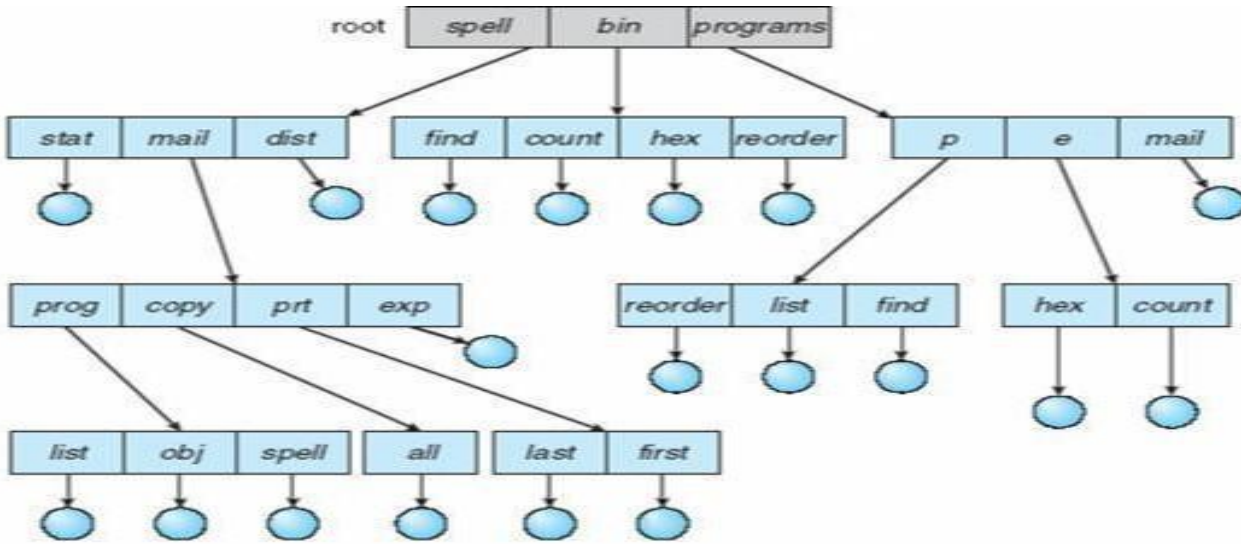 root spell bin programs
stat mail dist find count hex reorder p e mail
prog copy prt exp reorder list find hex count
list obj spell all last first